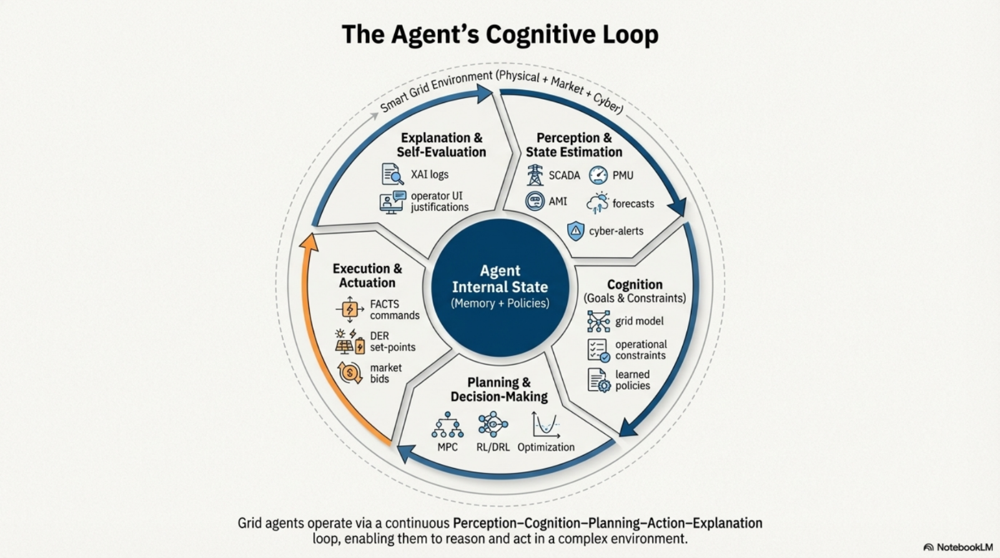 The Agent's Cognitive Loop
Smart Grid Environment (Physical + Market + Cyber)
Explanation &
Self-Evaluation
XAI logs
operator UI
justifications
Perception &
State Estimation
SCADA
PMU
AMI
forecasts
cyber-alerts
Execution &
Actuation
FACTS
commands
DER
set-points
market
bids
Agent
Internal State
(Memory + Policies)
Cognition
(Goals & Constraints)
grid model
operational
constraints
learned
policies
Planning &
Decision-Making
MPC
RL/DRL
Optimization
Grid agents operate via a continuous Perception–Cognition–Planning–Action–Explanation
loop, enabling them to reason and act in a complex environment.
NotebookLM